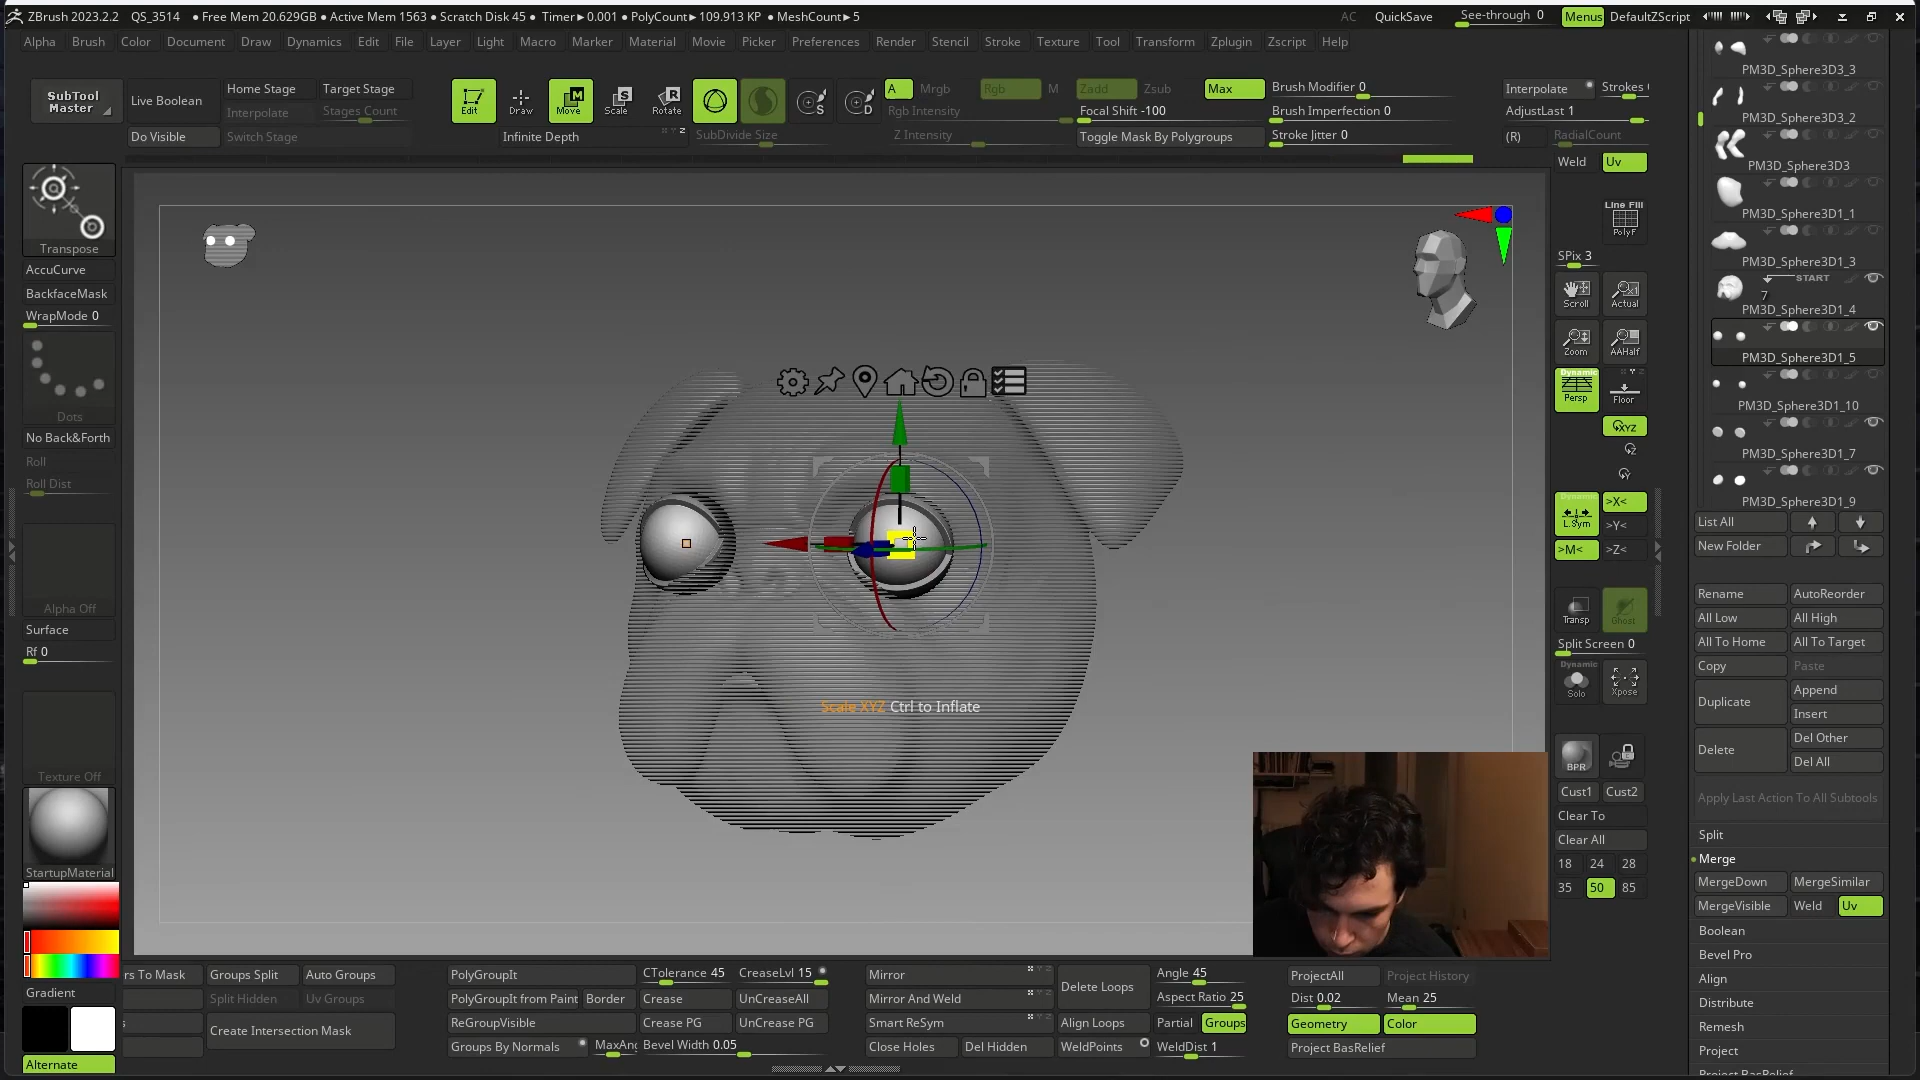 ZBrush 2023.2.2 QS_3514 ● Free Mem 20.629GB ● Active Mem 1563 ● Scratch Disk 45 ● Timer▸0.001 ● PolyCount▸109.913 KP ● MeshCount▸5 AC QuickSave See-through 0 Menus DefaultZScript
Alpha Brush Color Document Draw Dynamics Edit File Layer Light Macro Marker Material Movie Picker Preferences Render Stencil Stroke Texture Tool Transform Zplugin Zscript Help
SubTool
Master
Live Boolean
Do Visible
Home Stage
Target Stage
Interpolate
Stages Count
Switch Stage
Edit
Draw
Move
Scale
Rotate
Infinite Depth
SubDivide Size
A
Mrgb
Rgb
M
Zadd
Zsub
Max
Rgb Intensity
Z Intensity
Focal Shift -100
Toggle Mask By Polygroups
Brush Modifier 0
Brush Imperfection 0
Stroke Jitter 0
Interpolate
Strokes
AdjustLast 1
(R)
RadialCount
Weld
Uv
Transpose
AccuCurve
BackfaceMask
WrapMode 0
Dots
No Back&Forth
Roll
Roll Dist
Alpha Off
Surface
Rf 0
Texture Off
StartupMaterial
Gradient
Alternate
Scale XYZ Ctrl to Inflate
Line Fill
PolyF
SPix 3
Scroll
Actual
Zoom
AAHalf
Dynamic
Persp
Floor
XYZ
Dynamic
L.Sym
>X<
>Y<
>M<
>Z<
Transp
Ghost
Split Screen 0
Dynamic
Solo
Xpose
BPR
Cust1
Cust2
Clear To
Clear All
18 24 28
35 50 85
PM3D_Sphere3D3_3
PM3D_Sphere3D3_2
PM3D_Sphere3D3
PM3D_Sphere3D1_1
PM3D_Sphere3D1_3
START
7
PM3D_Sphere3D1_4
PM3D_Sphere3D1_5
PM3D_Sphere3D1_10
PM3D_Sphere3D1_7
PM3D_Sphere3D1_9
List All
New Folder
Rename
AutoReorder
All Low
All High
All To Home
All To Target
Copy
Paste
Duplicate
Append
Insert
Delete
Del Other
Del All
Apply Last Action To All Subtools
Split
Merge
MergeDown
MergeSimilar
MergeVisible
Weld
Uv
Boolean
Bevel Pro
Align
Distribute
Remesh
Project
Project BasRelief
rs To Mask
Groups Split
Auto Groups
Split Hidden
Uv Groups
Create Intersection Mask
PolyGroupIt
PolyGroupIt from Paint
Border
ReGroupVisible
Groups By Normals
MaxAng
CTolerance 45
CreaseLvl 15
Crease
UnCreaseAll
Crease PG
UnCrease PG
Bevel Width 0.05
Mirror
Mirror And Weld
Smart ReSym
Close Holes
Del Hidden
Delete Loops
Align Loops
WeldPoints
Angle 45
Aspect Ratio 25
Partial
Groups
WeldDist 1
ProjectAll
Project History
Dist 0.02
Mean 25
Geometry
Color
Project BasRelief